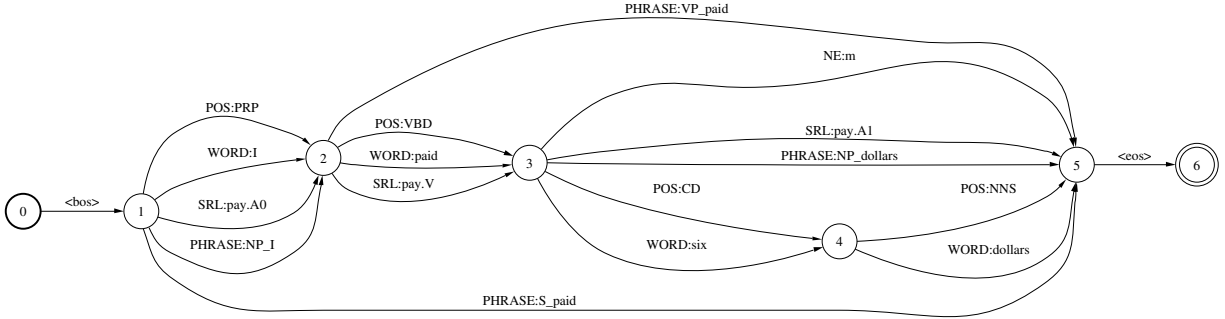 PHRASE:VP_paid
NE:m
POS:PRP
POS:VBD
SRL:pay.A1
WORD:I
WORD:paid
PHRASE:NP_dollars
<eos>
2
3
5
6
SRL:pay.V
POS:CD
POS:NNS
<bos>
SRL:pay.A0
0
1
PHRASE:NP_I
WORD:six
4
WORD:dollars
PHRASE:S_paid